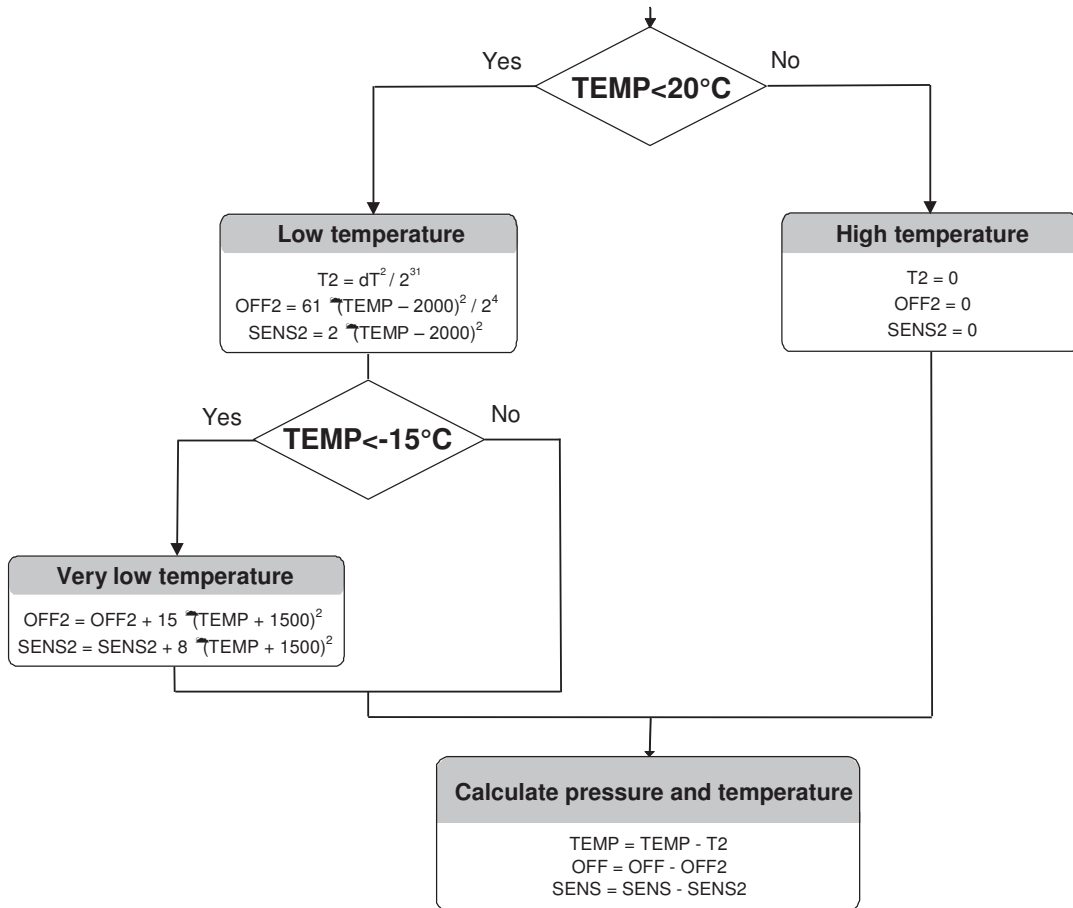 Yes
No
TEMP<20°C
Low temperature
T2 = dT² / 2³¹
OFF2 = 61 (TEMP – 2000)² / 2⁴
SENS2 = 2 (TEMP – 2000)²
High temperature
T2 = 0
OFF2 = 0
SENS2 = 0
Yes
No
TEMP<-15°C
Very low temperature
OFF2 = OFF2 + 15 (TEMP + 1500)²
SENS2 = SENS2 + 8 (TEMP + 1500)²
Calculate pressure and temperature
TEMP = TEMP - T2
OFF = OFF - OFF2
SENS = SENS - SENS2